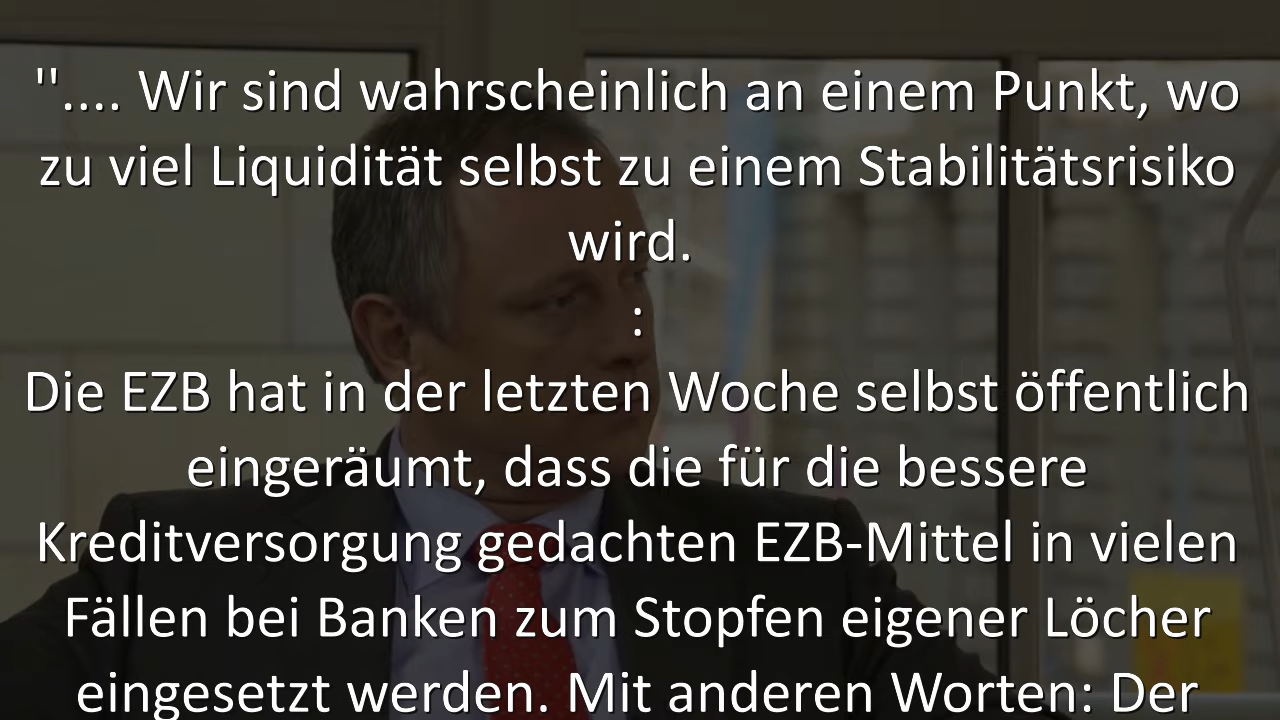 ".... Wir sind wahrscheinlich an einem Punkt, wo
zu viel Liquidität selbst zu einem Stabilitätsrisiko
wird.
:
Die EZB hat in der letzten Woche selbst öffentlich
eingeräumt, dass die für die bessere
Kreditversorgung gedachten EZB-Mittel in vielen
Fällen bei Banken zum Stopfen eigener Löcher
eingesetzt werden. Mit anderen Worten: Der